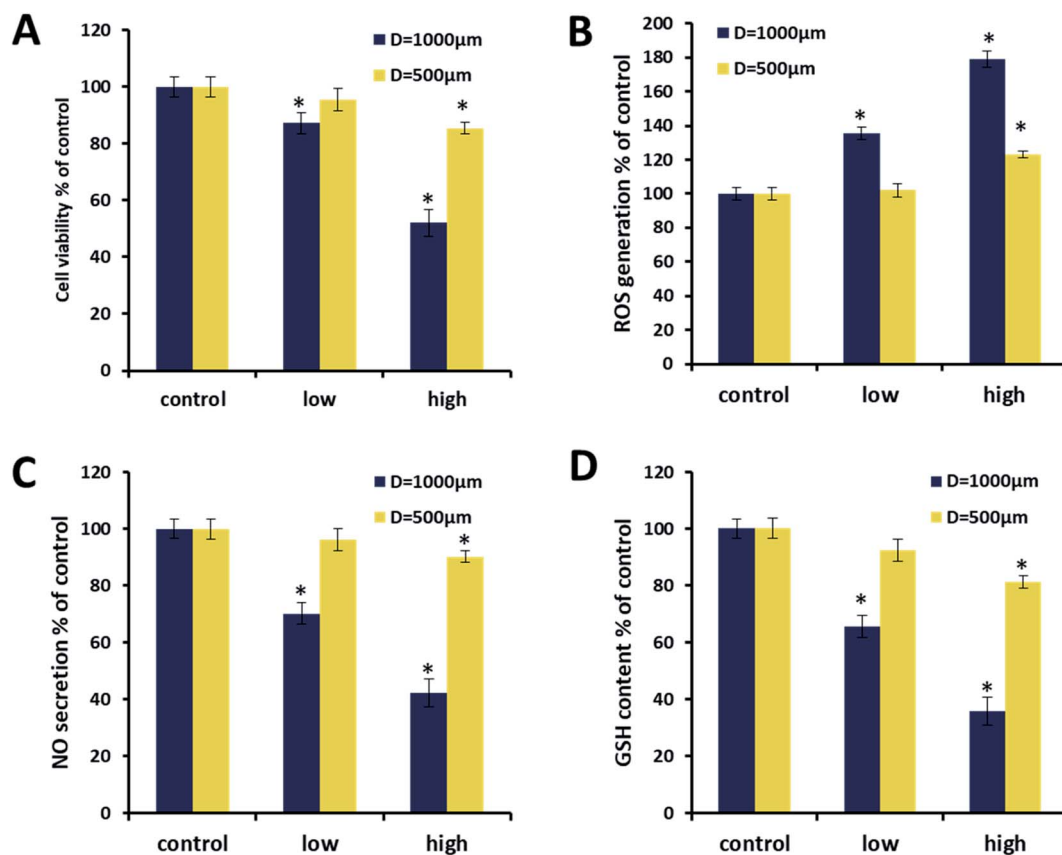 A
Cell viability % of control
120
100
80
60
40
20
0
D=1000µm
D=500µm
*
*
*
control low high
B
ROS generation % of control
200
180
160
140
120
100
80
60
40
20
0
D=1000µm
D=500µm
*
*
*
control low high
C
NO secretion % of control
120
100
80
60
40
20
0
D=1000µm
D=500µm
*
*
*
control low high
D
GSH content % of control
120
100
80
60
40
20
0
D=1000µm
D=500µm
*
*
*
control low high